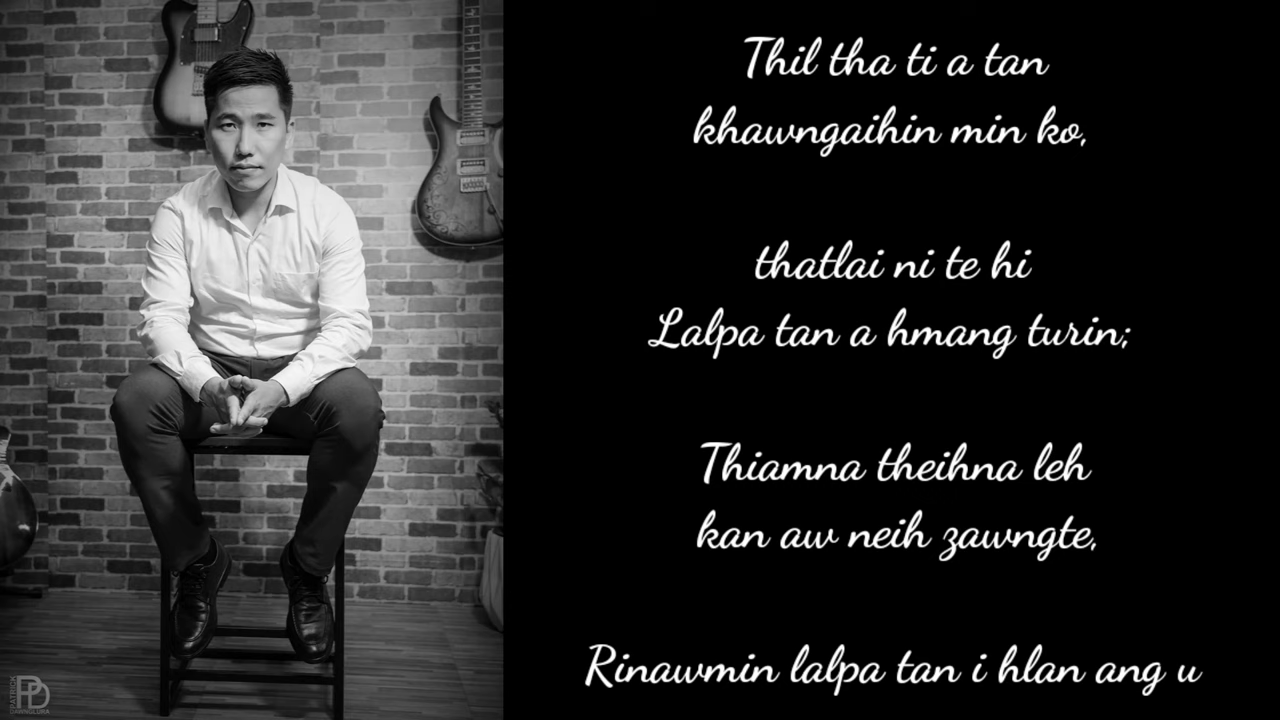 Thil tha ti a tan
khawngaihin min ko,
thatlai ni te hi
Lalpa tan a hmang turin;
Thiamna theihna leh
kan aw neih zawngte,
Rinawmin lalpa tan i hlan ang u
PATRICK